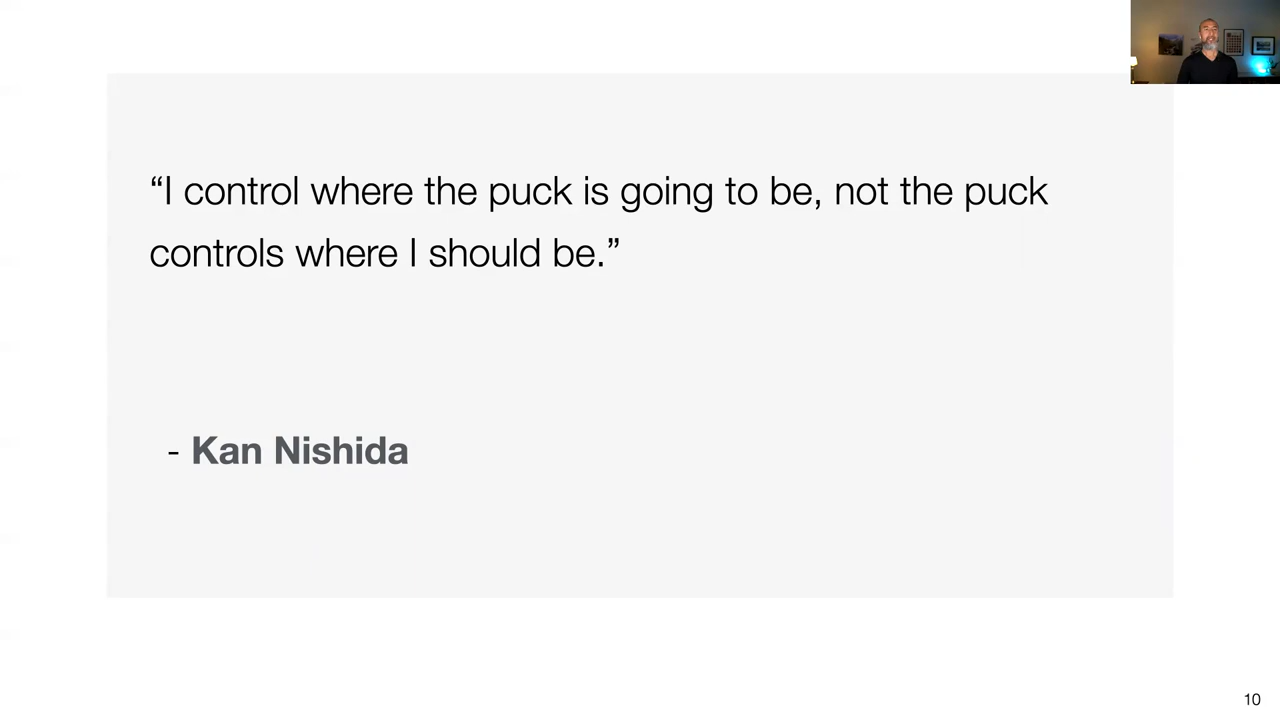 “I control where the puck is going to be, not the puck
controls where I should be.”
- Kan Nishida
10